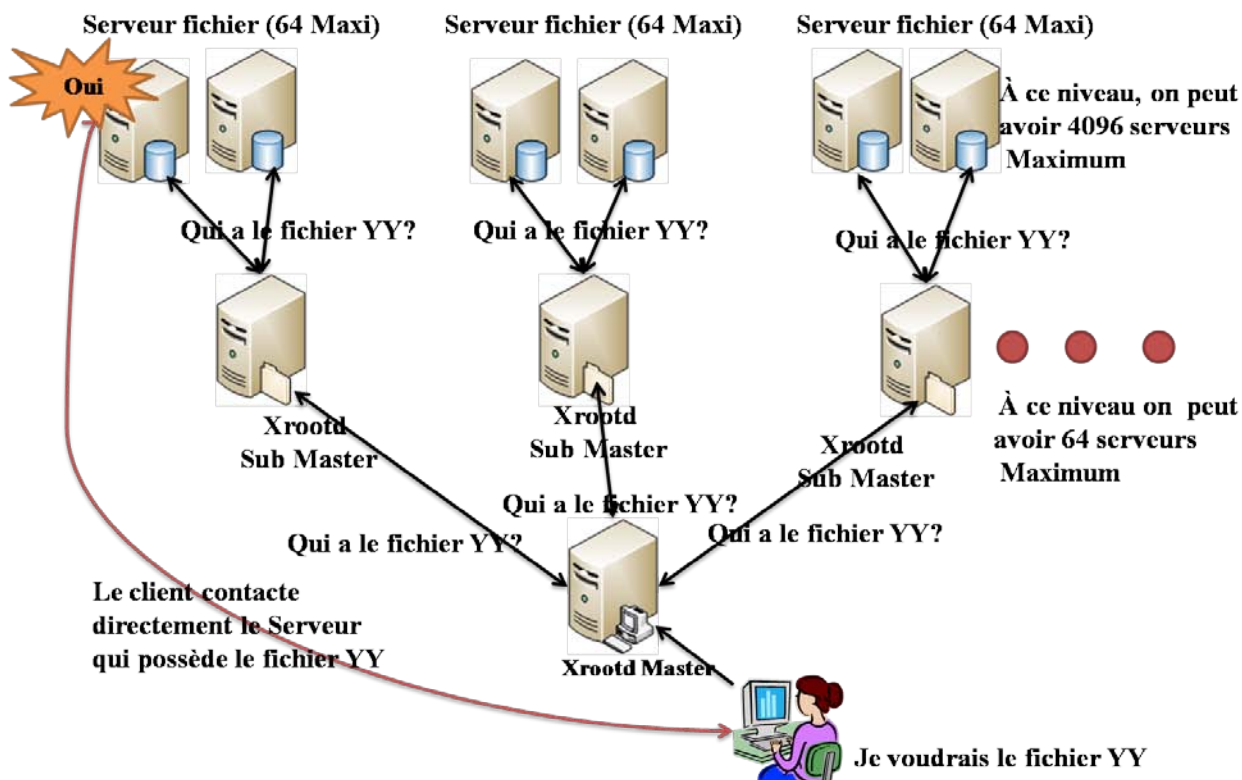 Serveur fichier (64 Maxi)
Serveur fichier (64 Maxi)
Serveur fichier (64 Maxi)
Oui
À ce niveau, on peut
avoir 4096 serveurs
Maximum
Qui a le fichier YY?
Qui a le fichier YY?
Qui a le fichier YY?
Xrootd
Sub Master
Xrootd
Sub Master
Xrootd
Sub Master
À ce niveau on peut
avoir 64 serveurs
Maximum
Qui a le fichier YY?
Qui a le fichier YY?
Qui a le fichier YY?
Le client contacte
directement le Serveur
qui possède le fichier YY
Xrootd Master
Je voudrais le fichier YY